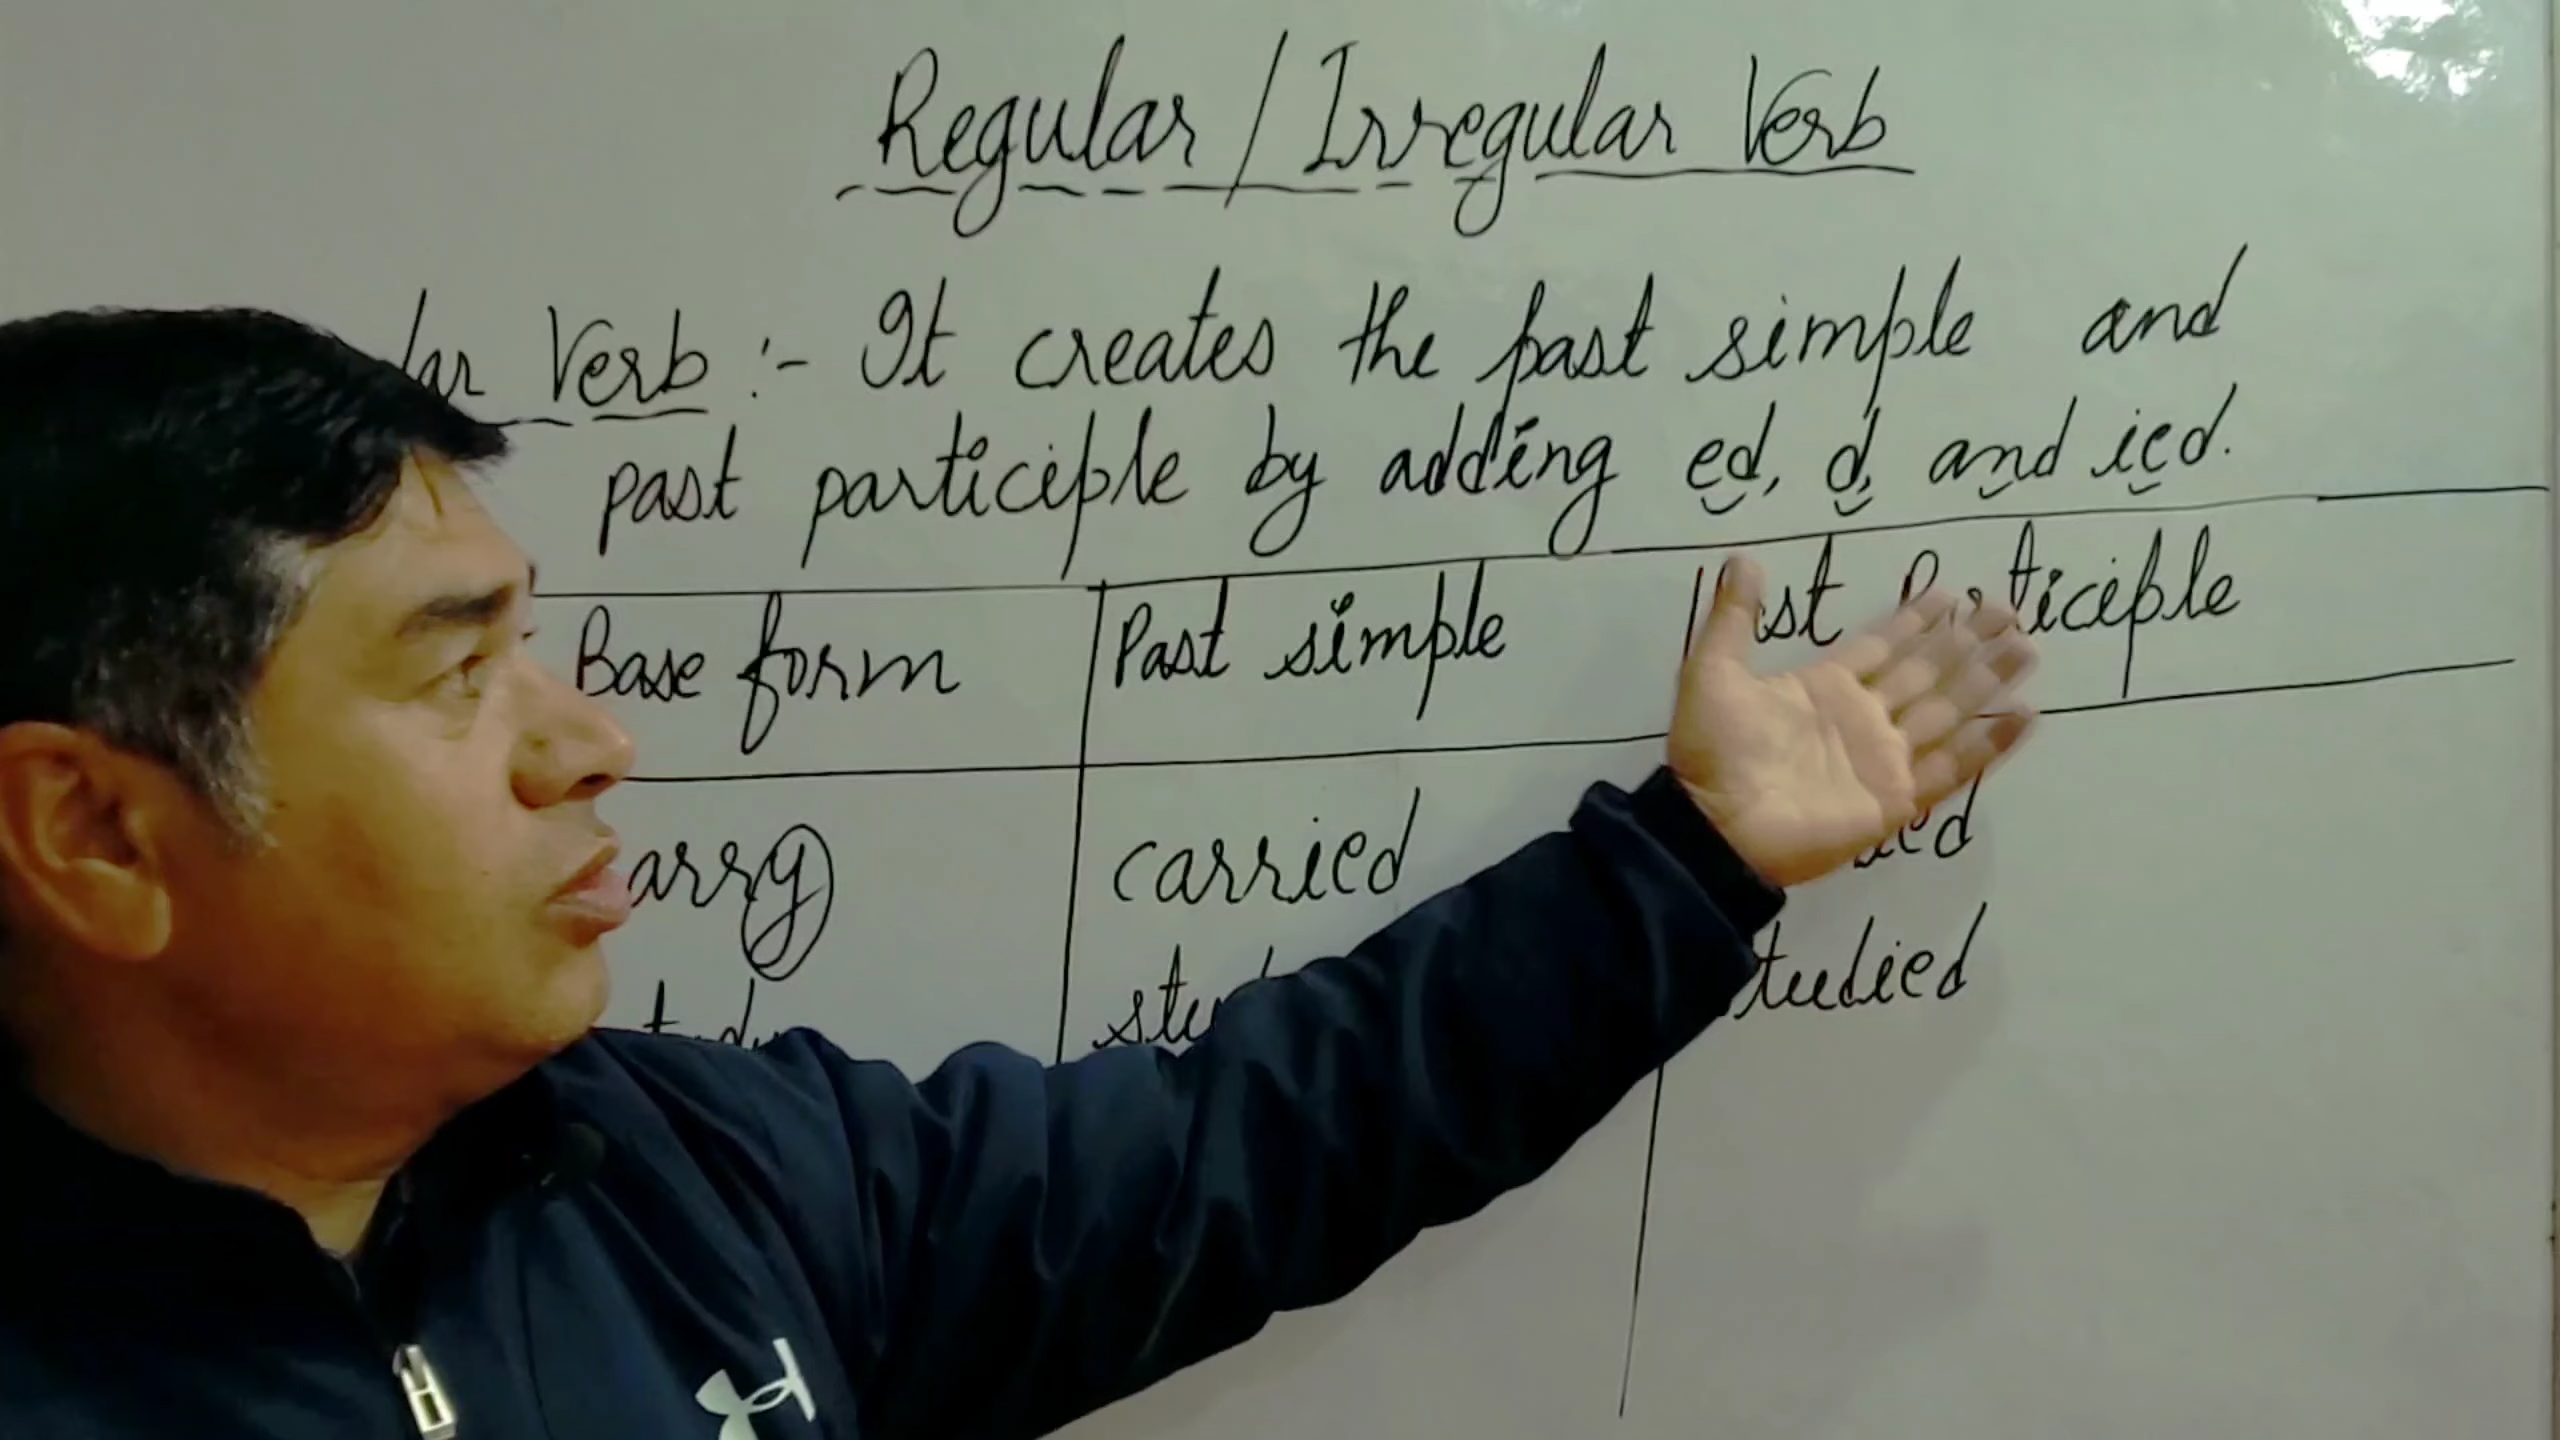 Regular / Irregular Verb
Verb :- It creates the past simple and
past participle by adding ed, d, and ied.
Base form Past simple Participle
carried
studied